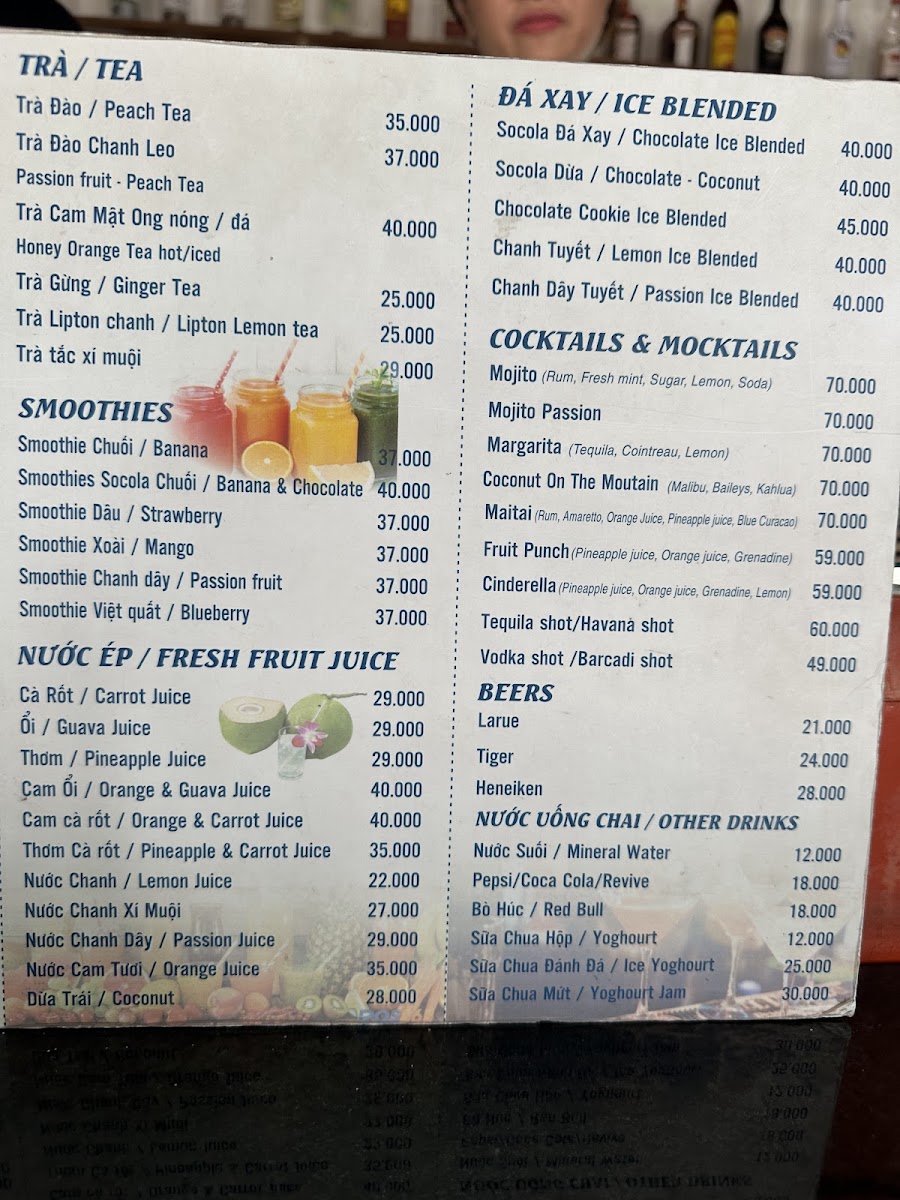 TRÀ / TEA
Trà Đào / Peach Tea 35.000
Trà Đào Chanh Leo 37.000
Passion fruit - Peach Tea
Trà Cam Mật Ong nóng / đá 40.000
Honey Orange Tea hot/iced
Trà Gừng / Ginger Tea 25.000
Trà Lipton chanh / Lipton Lemon tea 25.000
Trà tắc xí muội 29.000
SMOOTHIES
Smoothie Chuối / Banana 37.000
Smoothies Socola Chuối / Banana & Chocolate 40.000
Smoothie Dâu / Strawberry 37.000
Smoothie Xoài / Mango 37.000
Smoothie Chanh dây / Passion fruit 37.000
Smoothie Việt quất / Blueberry 37.000
NƯỚC ÉP / FRESH FRUIT JUICE
Cà Rốt / Carrot Juice 29.000
Ổi / Guava Juice 29.000
Thơm / Pineapple Juice 29.000
Cam Ổi / Orange & Guava Juice 40.000
Cam cà rốt / Orange & Carrot Juice 40.000
Thơm Cà rốt / Pineapple & Carrot Juice 35.000
Nước Chanh / Lemon Juice 22.000
Nước Chanh Xí Muội 27.000
Nước Chanh Dây / Passion Juice 29.000
Nước Cam Tươi / Orange Juice 35.000
Dừa Trái / Coconut 28.000
ĐÁ XAY / ICE BLENDED
Socola Đá Xay / Chocolate Ice Blended 40.000
Socola Dừa / Chocolate - Coconut 40.000
Chocolate Cookie Ice Blended 45.000
Chanh Tuyết / Lemon Ice Blended 40.000
Chanh Dây Tuyết / Passion Ice Blended 40.000
COCKTAILS & MOCKTAILS
Mojito (Rum, Fresh mint, Sugar, Lemon, Soda) 70.000
Mojito Passion 70.000
Margarita (Tequila, Cointreau, Lemon) 70.000
Coconut On The Moutain (Malibu, Baileys, Kahlua) 70.000
Maitai (Rum, Amaretto, Orange Juice, Pineapple juice, Blue Curacao) 70.000
Fruit Punch (Pineapple juice, Orange juice, Grenadine) 59.000
Cinderella (Pineapple juice, Orange juice, Grenadine, Lemon) 59.000
Tequila shot/Havana shot 60.000
Vodka shot /Barcadi shot 49.000
BEERS
Larue 21.000
Tiger 24.000
Heneiken 28.000
NƯỚC UỐNG CHAI / OTHER DRINKS
Nước Suối / Mineral Water 12.000
Pepsi/Coca Cola/Revive 18.000
Bò Húc / Red Bull 18.000
Sữa Chua Hộp / Yoghourt 12.000
Sữa Chua Đánh Đá / Ice Yoghourt 25.000
Sữa Chua Mứt / Yoghourt Jam 30.000